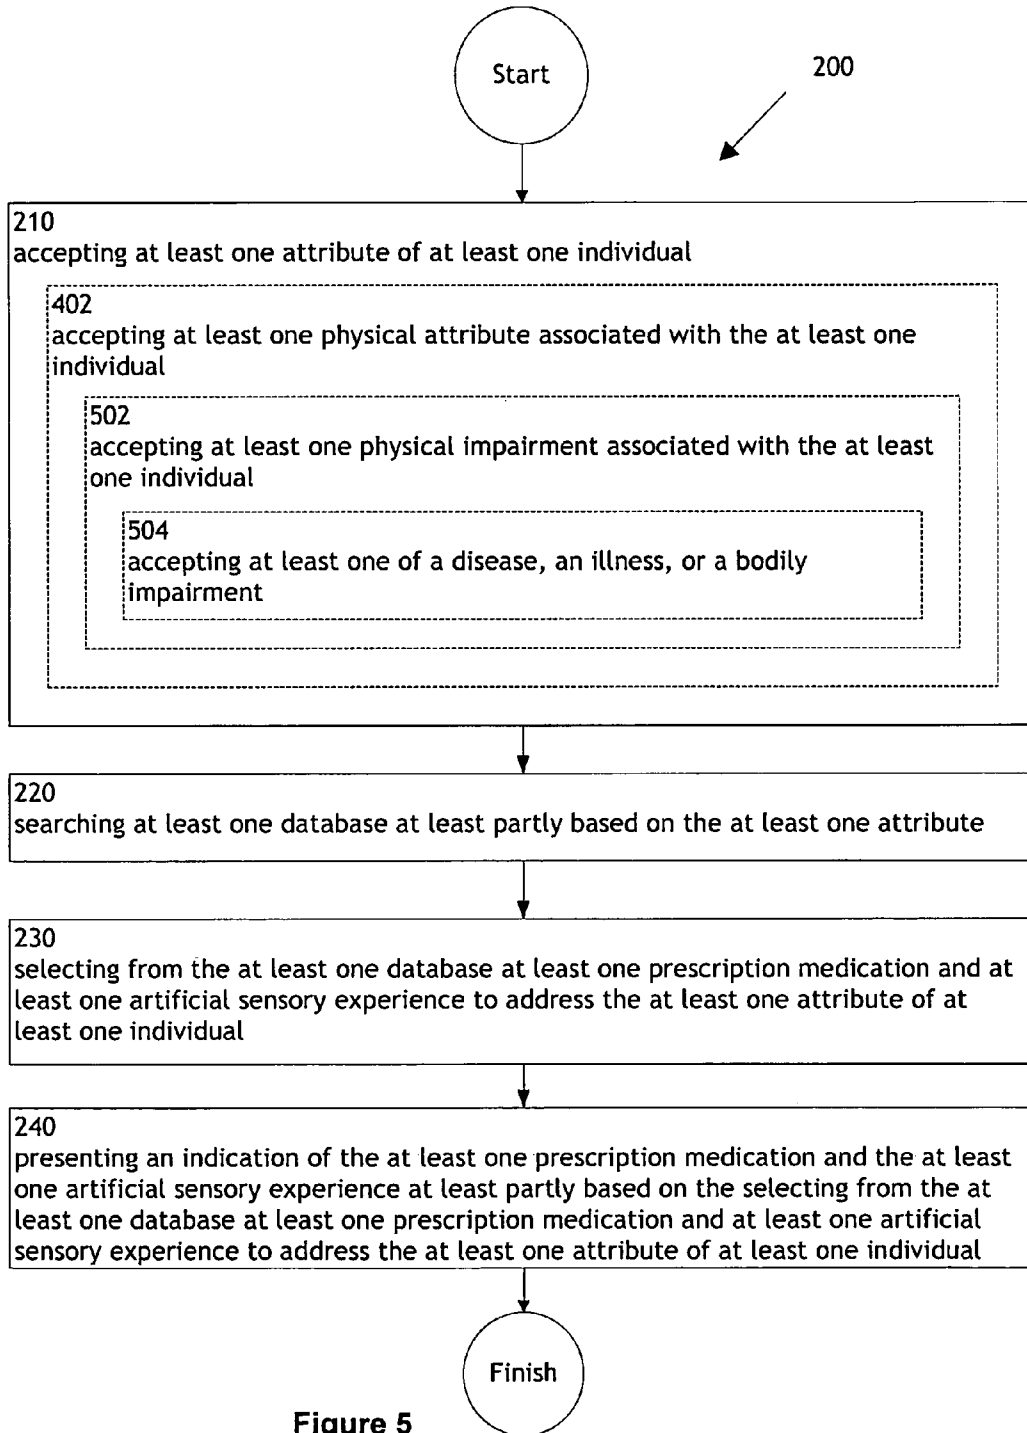 Start
200
210
accepting at least one attribute of at least one individual
402
accepting at least one physical attribute associated with the at least one
individual
502
accepting at least one physical impairment associated with the at least
one individual
504
accepting at least one of a disease, an illness, or a bodily
impairment
220
searching at least one database at least partly based on the at least one attribute
230
selecting from the at least one database at least one prescription medication and at
least one artificial sensory experience to address the at least one attribute of at
least one individual
240
presenting an indication of the at least one prescription medication and the at least
one artificial sensory experience at least partly based on the selecting from the at
least one database at least one prescription medication and at least one artificial
sensory experience to address the at least one attribute of at least one individual
Finish
Figure 5